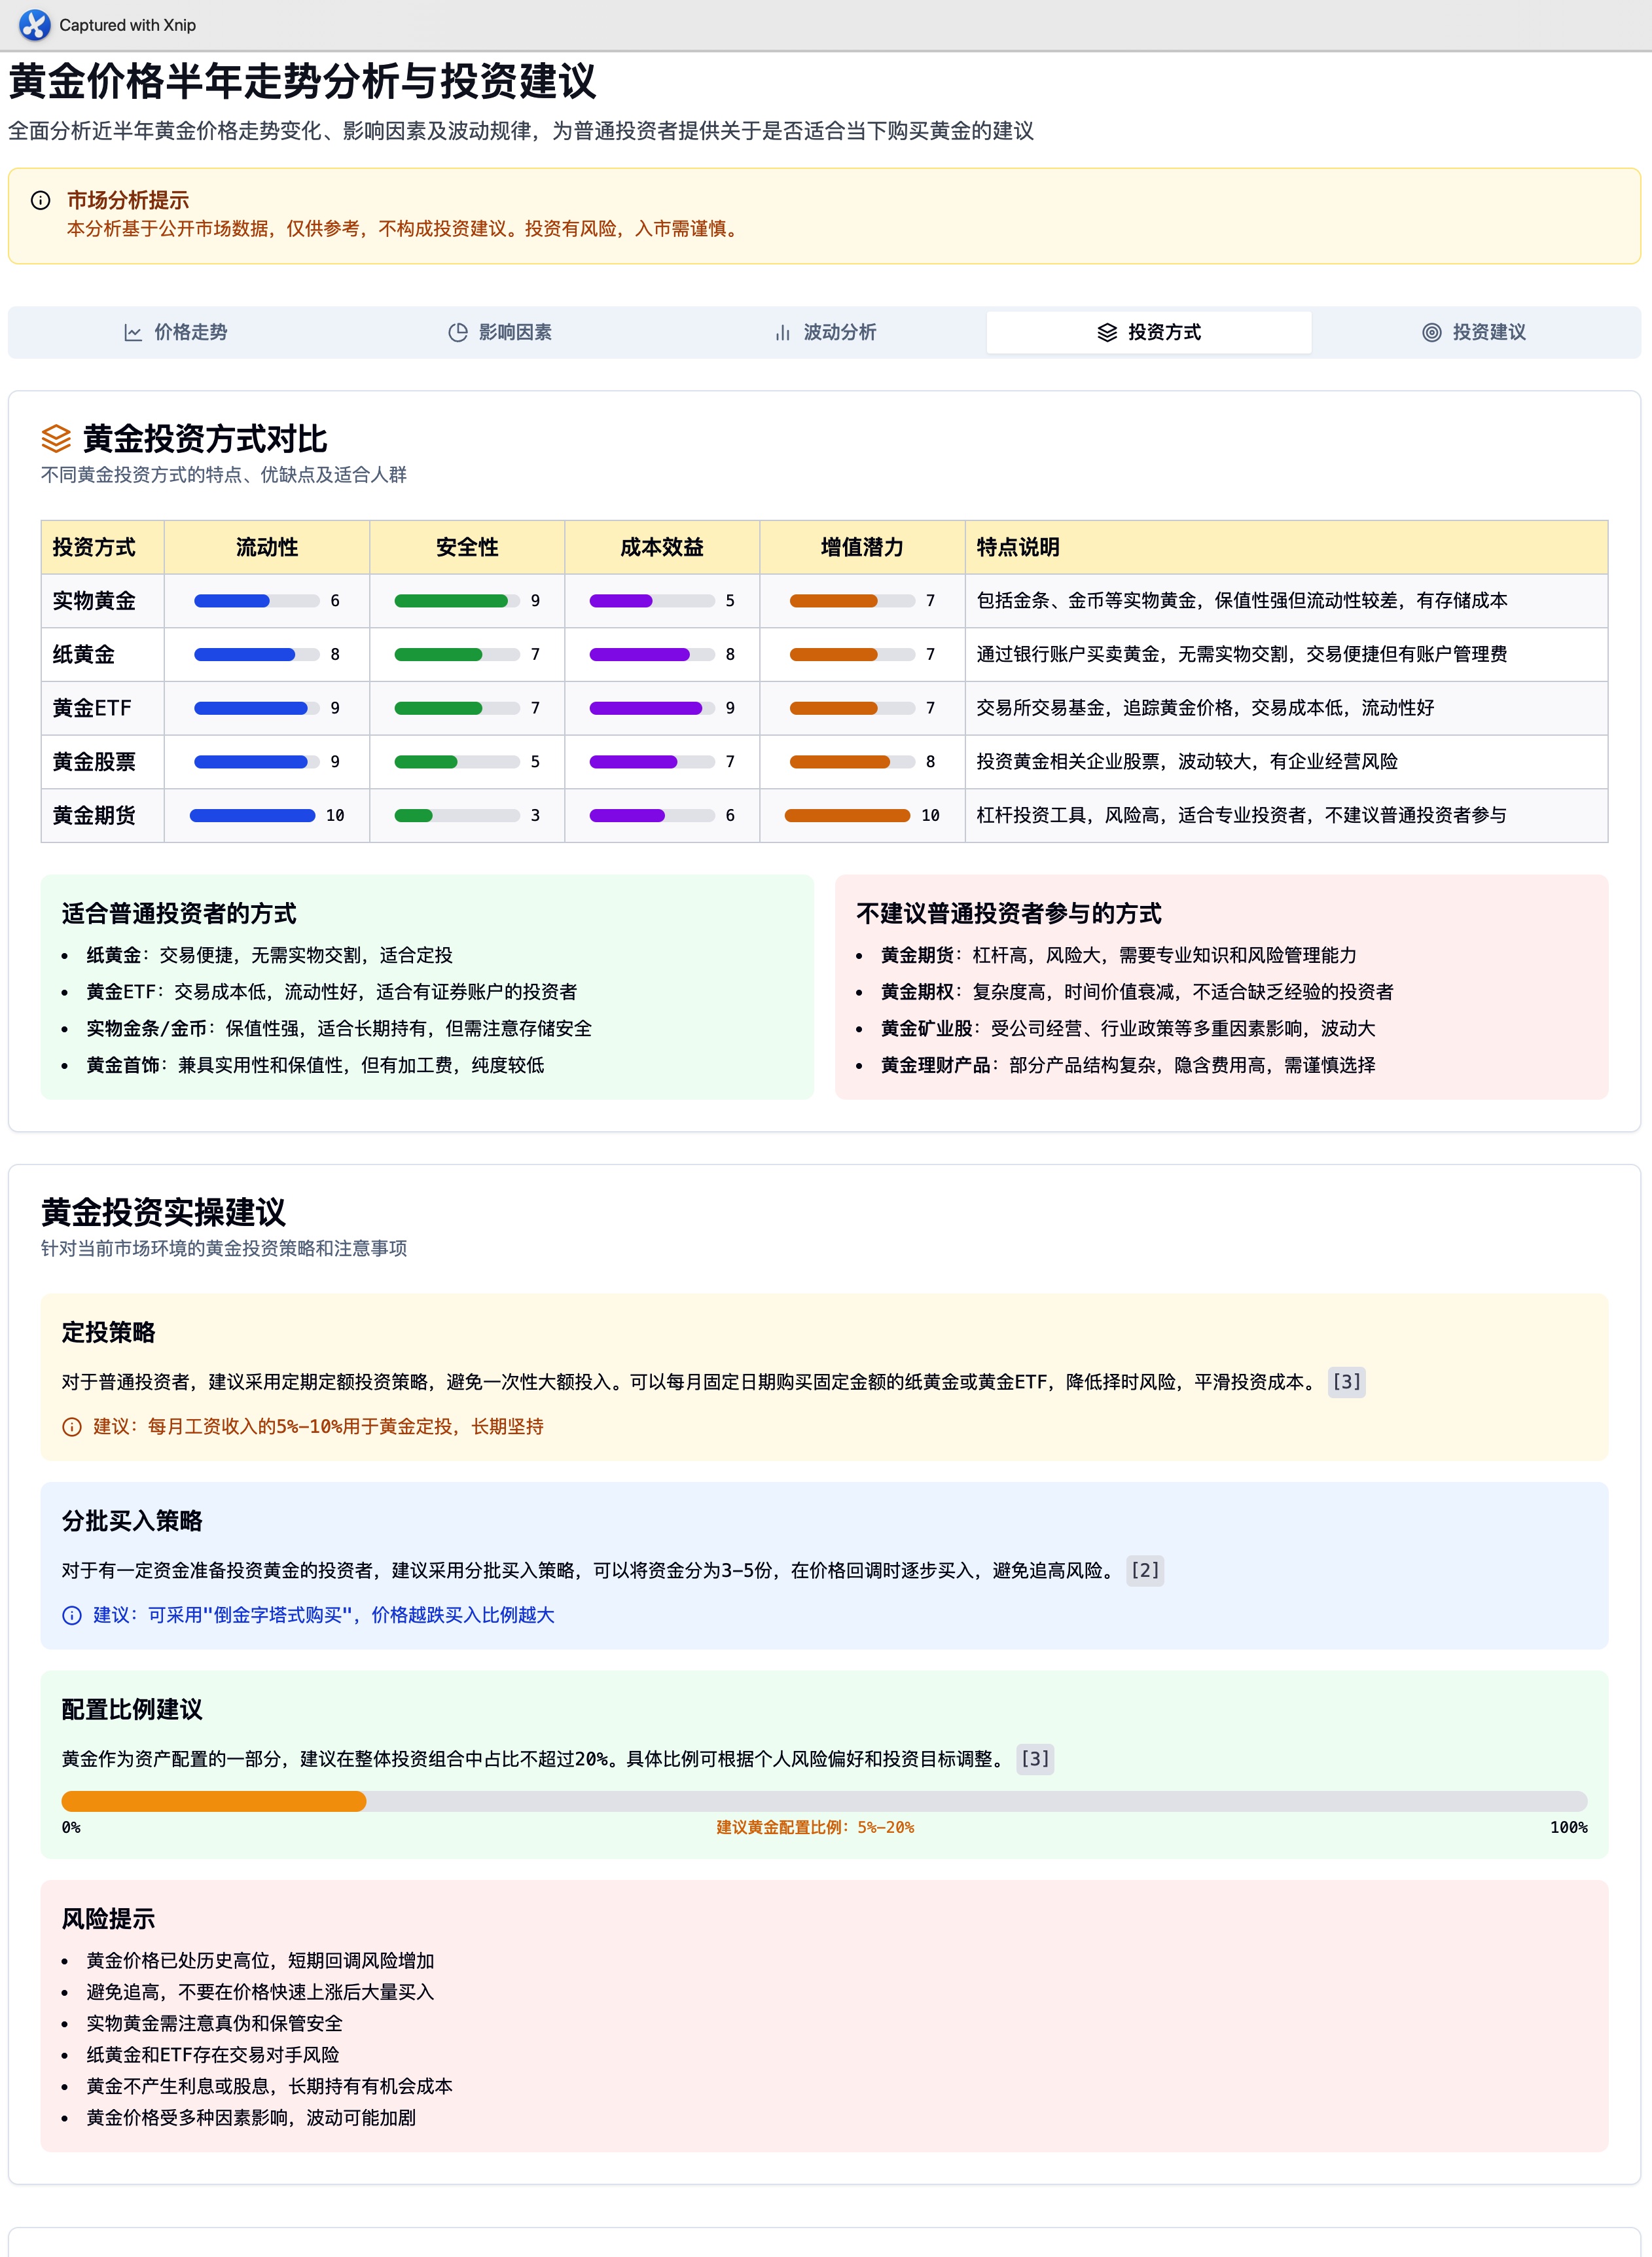 Captured with Xnip
黄金价格半年走势分析与投资建议
全面分析近半年黄金价格走势变化、影响因素及波动规律，为普通投资者提供关于是否适合当下购买黄金的建议
市场分析提示
本分析基于公开市场数据，仅供参考，不构成投资建议。投资有风险，入市需谨慎。
价格走势 影响因素 波动分析 投资方式 投资建议
黄金投资方式对比
不同黄金投资方式的特点、优缺点及适合人群
投资方式 流动性 安全性 成本效益 增值潜力 特点说明
实物黄金 6 9 5 7 包括金条、金币等实物黄金，保值性强但流动性较差，有存储成本
纸黄金 8 7 8 7 通过银行账户买卖黄金，无需实物交割，交易便捷但有账户管理费
黄金ETF 9 7 9 7 交易所交易基金，追踪黄金价格，交易成本低，流动性好
黄金股票 9 5 7 8 投资黄金相关企业股票，波动较大，有企业经营风险
黄金期货 10 3 6 10 杠杆投资工具，风险高，适合专业投资者，不建议普通投资者参与
适合普通投资者的方式
• 纸黄金：交易便捷，无需实物交割，适合定投
• 黄金ETF：交易成本低，流动性好，适合有证券账户的投资者
• 实物金条/金币：保值性强，适合长期持有，但需注意存储安全
• 黄金首饰：兼具实用性和保值性，但有加工费，纯度较低
不建议普通投资者参与的方式
• 黄金期货：杠杆高，风险大，需要专业知识和风险管理能力
• 黄金期权：复杂度高，时间价值衰减，不适合缺乏经验的投资者
• 黄金矿业股：受公司经营、行业政策等多重因素影响，波动大
• 黄金理财产品：部分产品结构复杂，隐含费用高，需谨慎选择
黄金投资实操建议
针对当前市场环境的黄金投资策略和注意事项
定投策略
对于普通投资者，建议采用定期定额投资策略，避免一次性大额投入。可以每月固定日期购买固定金额的纸黄金或黄金ETF，降低择时风险，平滑投资成本。 [3]
建议：每月工资收入的5%-10%用于黄金定投，长期坚持
分批买入策略
对于有一定资金准备投资黄金的投资者，建议采用分批买入策略，可以将资金分为3-5份，在价格回调时逐步买入，避免追高风险。 [2]
建议：可采用"倒金字塔式购买"，价格越跌买入比例越大
配置比例建议
黄金作为资产配置的一部分，建议在整体投资组合中占比不超过20%。具体比例可根据个人风险偏好和投资目标调整。 [3]
0% 建议黄金配置比例：5%-20% 100%
风险提示
• 黄金价格已处历史高位，短期回调风险增加
• 避免追高，不要在价格快速上涨后大量买入
• 实物黄金需注意真伪和保管安全
• 纸黄金和ETF存在交易对手风险
• 黄金不产生利息或股息，长期持有有机会成本
• 黄金价格受多种因素影响，波动可能加剧